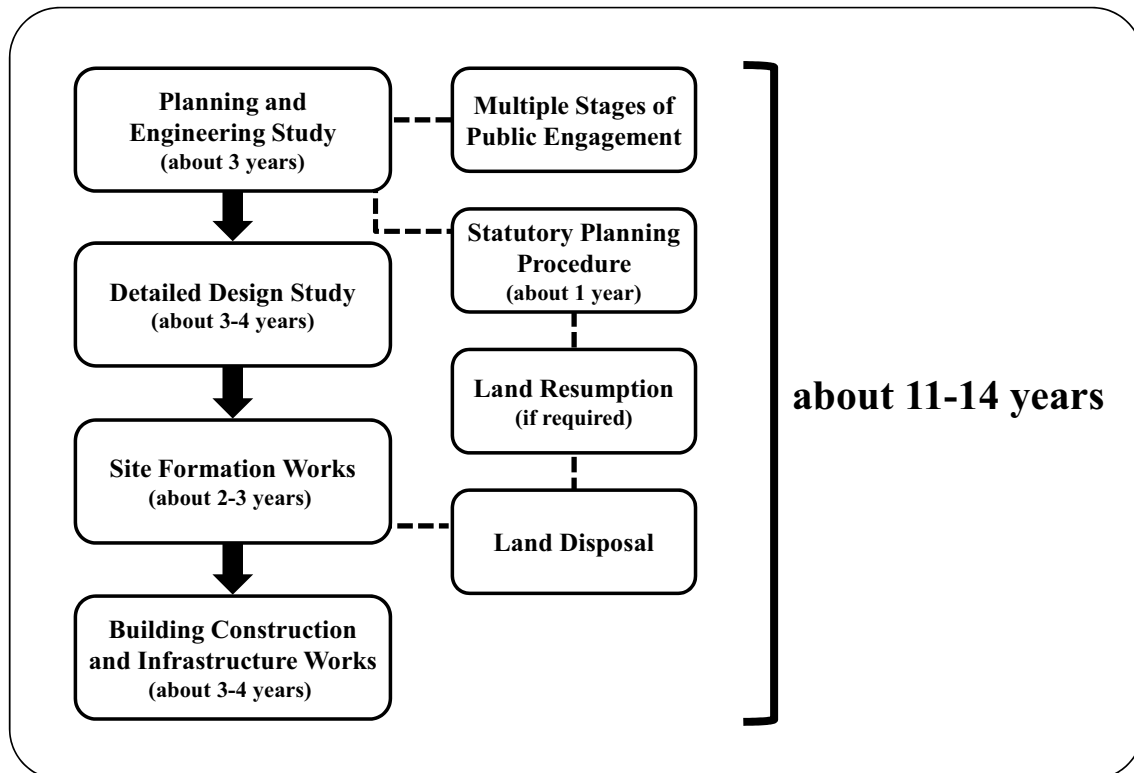 Planning and
Engineering Study
(about 3 years)
Multiple Stages of
Public Engagement
Statutory Planning
Procedure
(about 1 year)
Detailed Design Study
(about 3-4 years)
Land Resumption
(if required)
about 11-14 years
Site Formation Works
(about 2-3 years)
Land Disposal
Building Construction
and Infrastructure Works
(about 3-4 years)